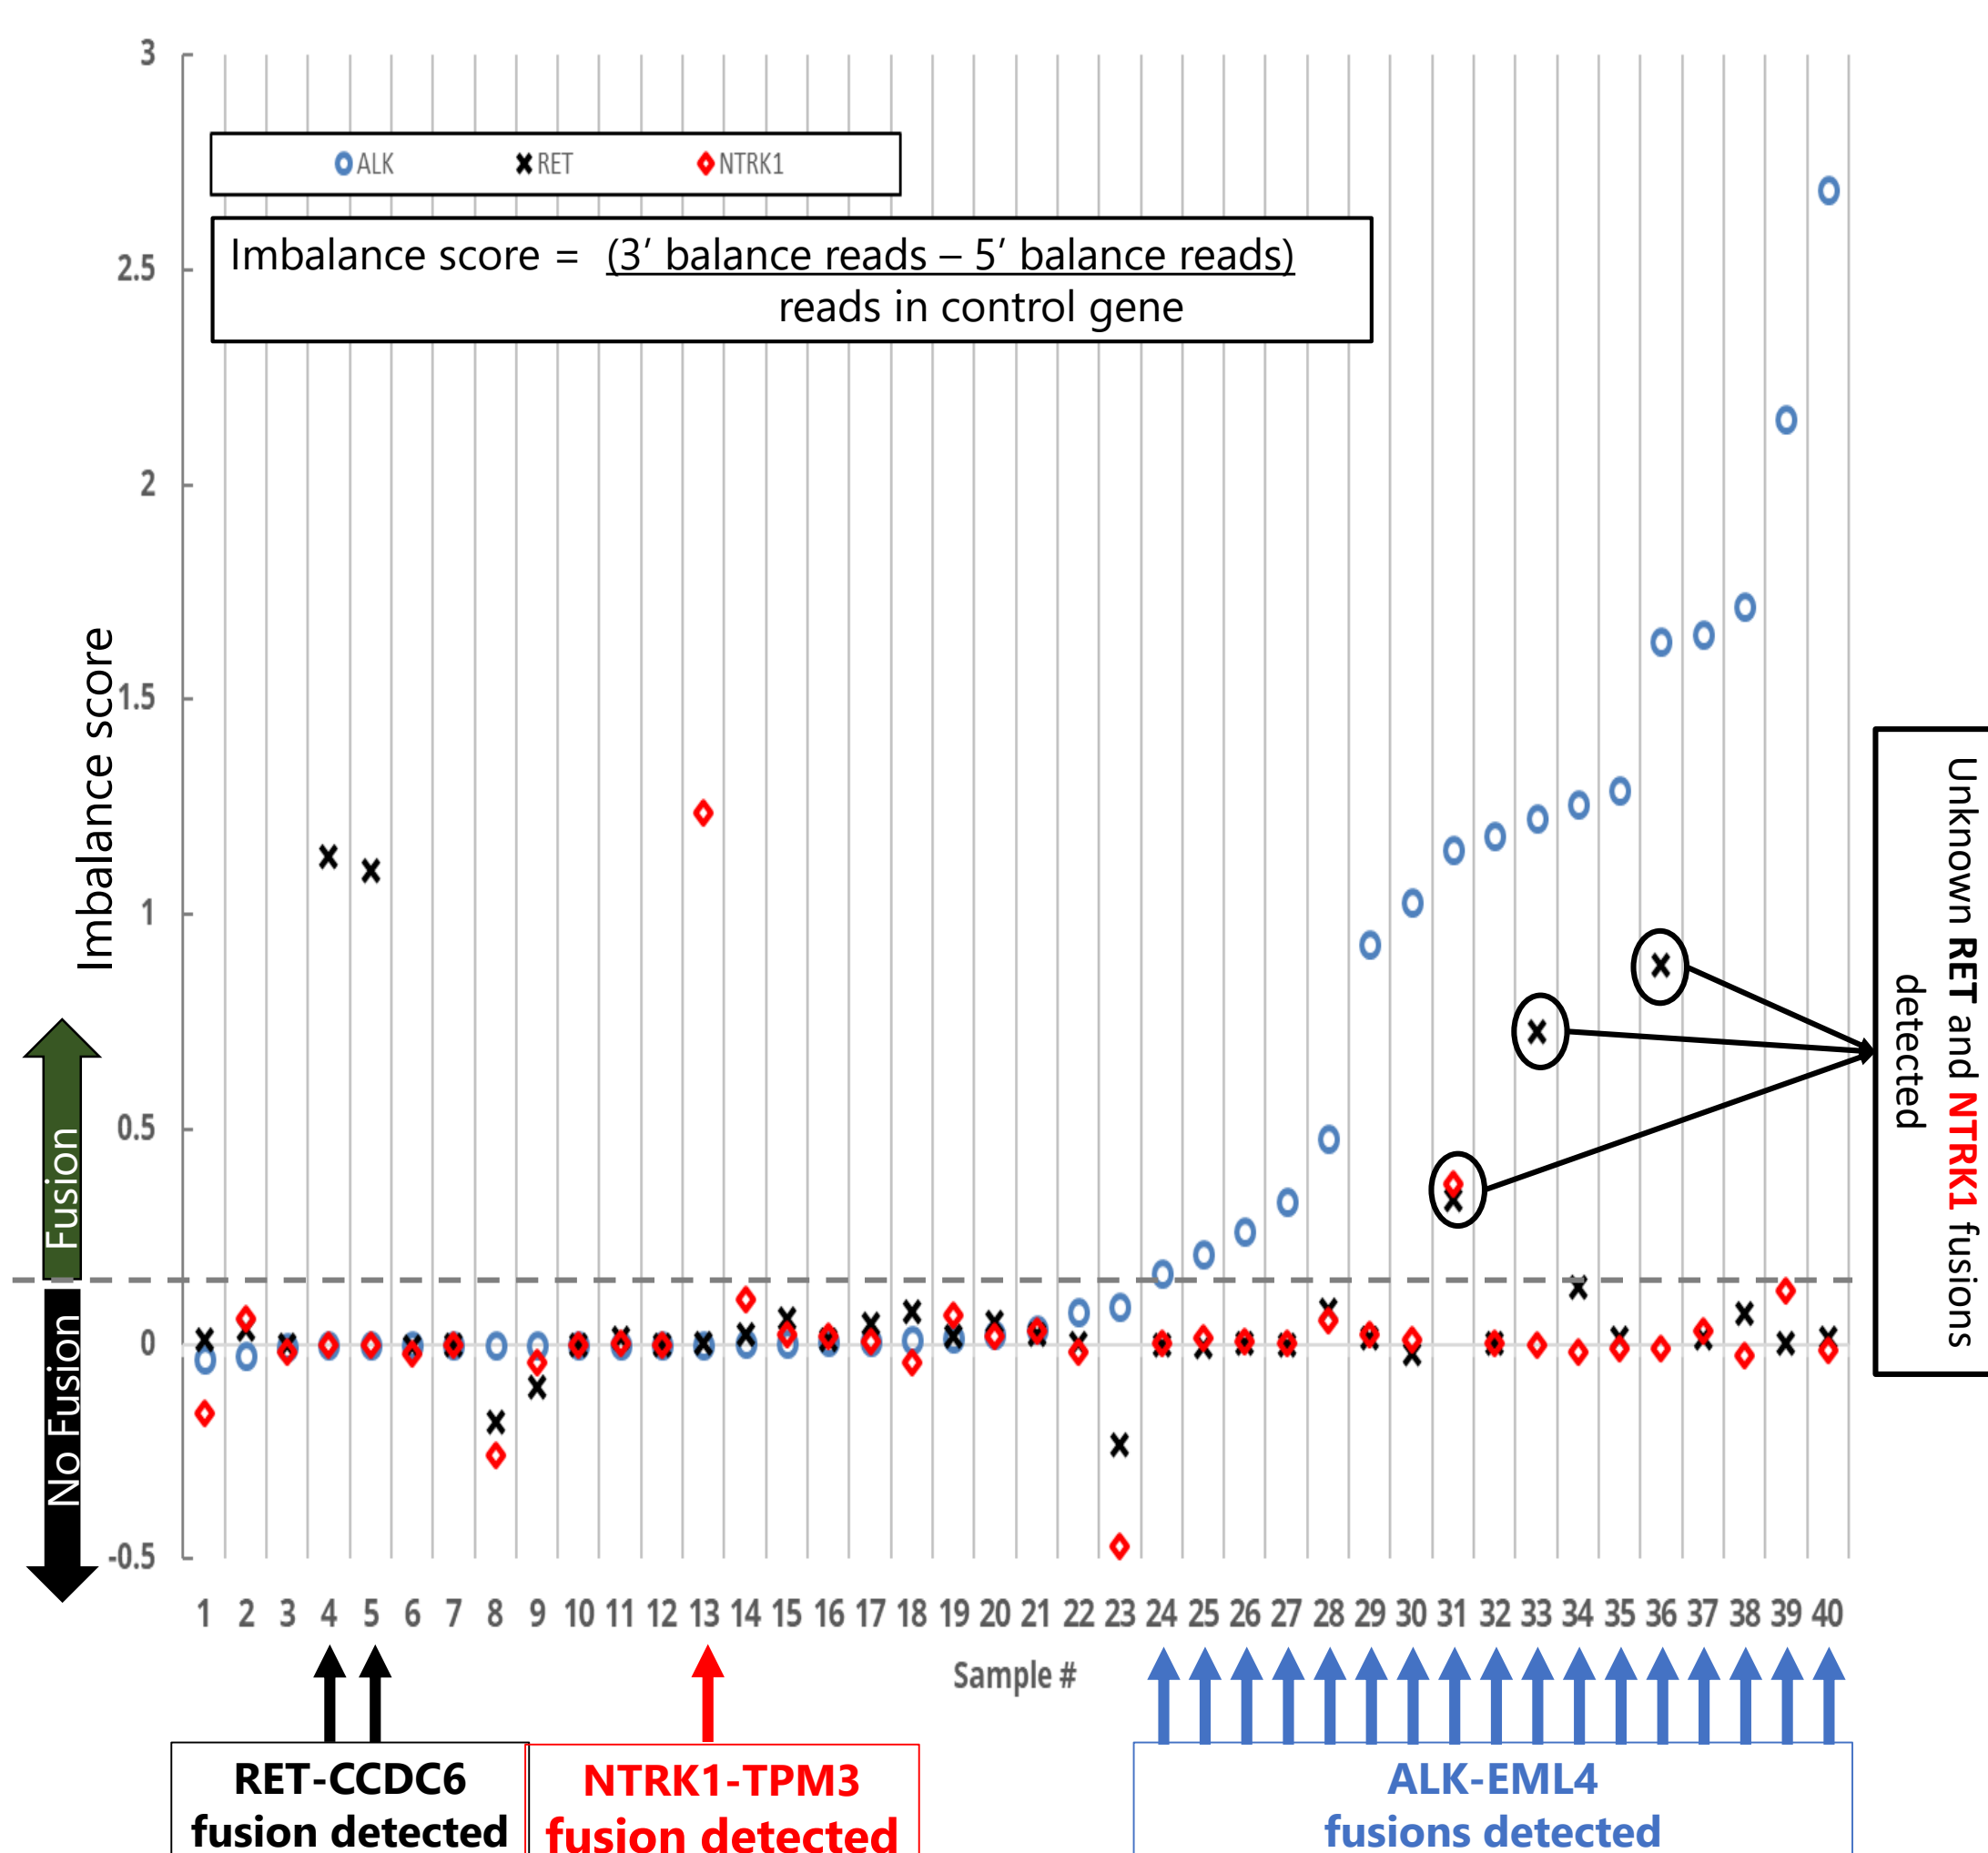 3
2.5
2
1.5
1
0.5
0
-0.5
ALK RET NTRK1
Imbalance score = (3’ balance reads – 5’ balance reads)
reads in control gene
Imbalance score
Fusion
No Fusion
Unknown RET and NTRK1 fusions
detected
1 2 3 4 5 6 7 8 9 10 11 12 13 14 15 16 17 18 19 20 21 22 23 24 25 26 27 28 29 30 31 32 33 34 35 36 37 38 39 40
Sample #
RET-CCDC6
fusion detected
NTRK1-TPM3
fusion detected
ALK-EML4
fusions detected